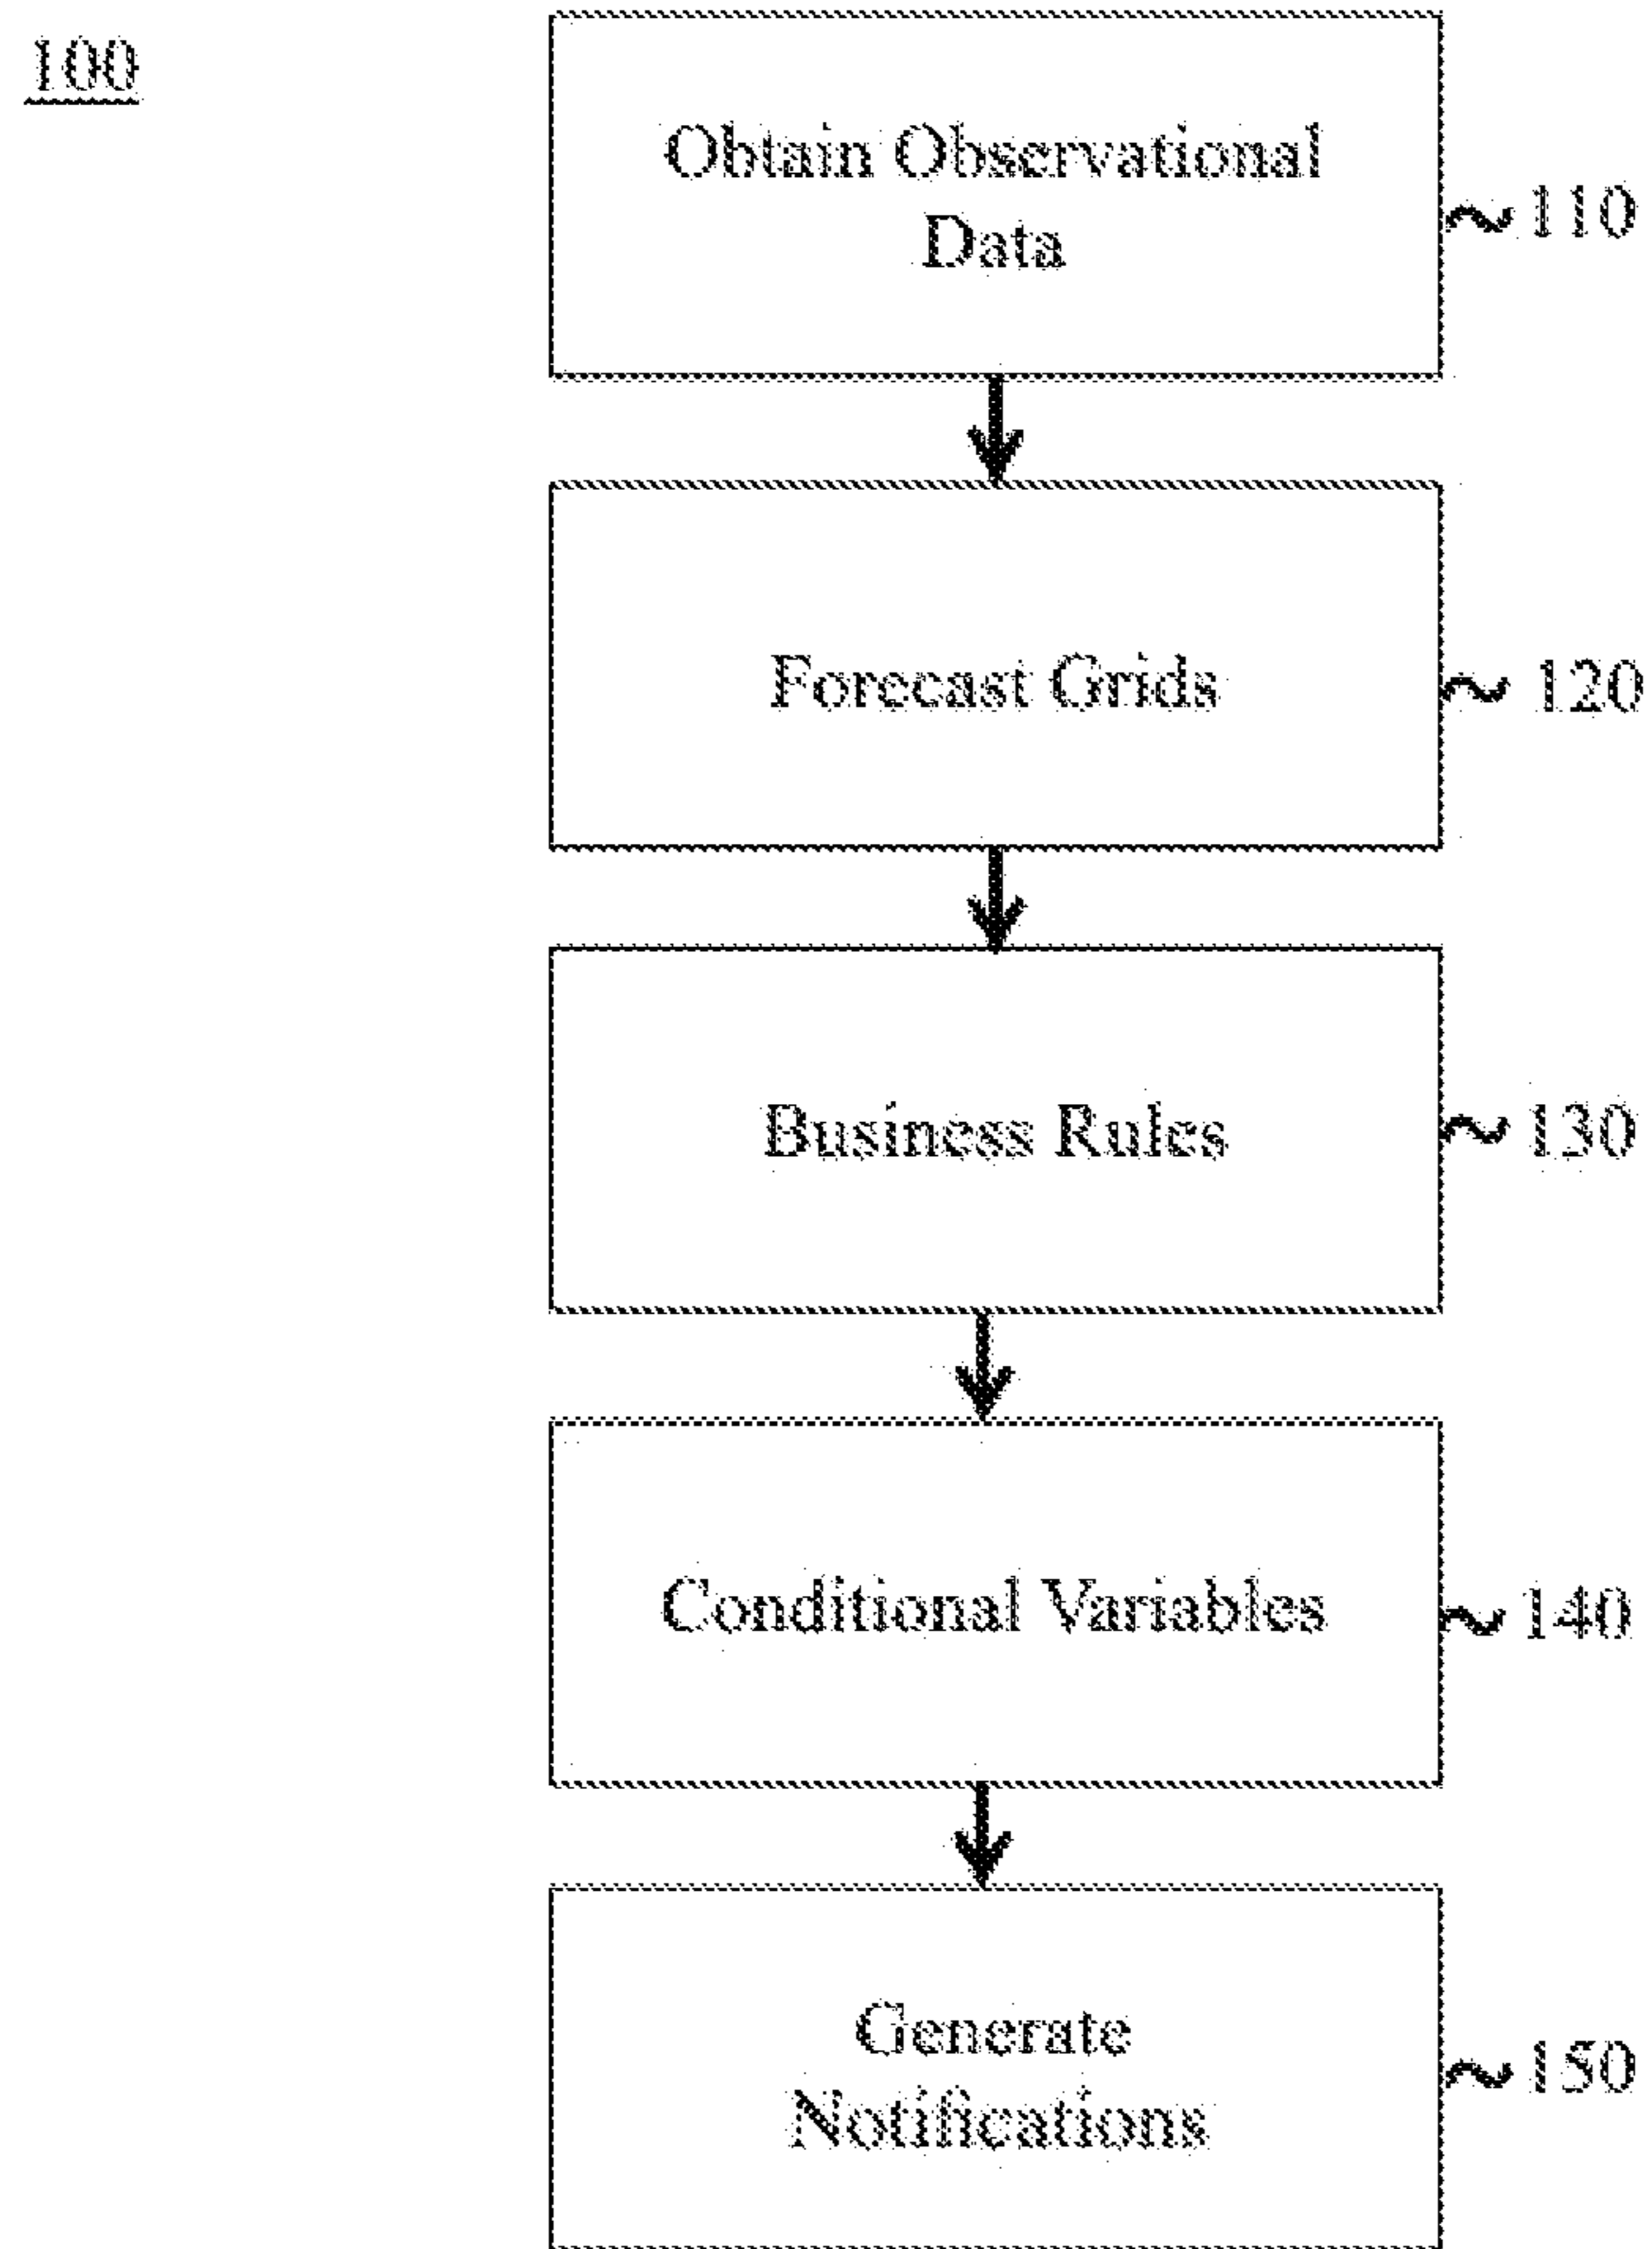 100
Obtain Observational
Data
110
Forecast Grids
120
Business Rules
130
Conditional Variables
140
Generate
Notifications
150